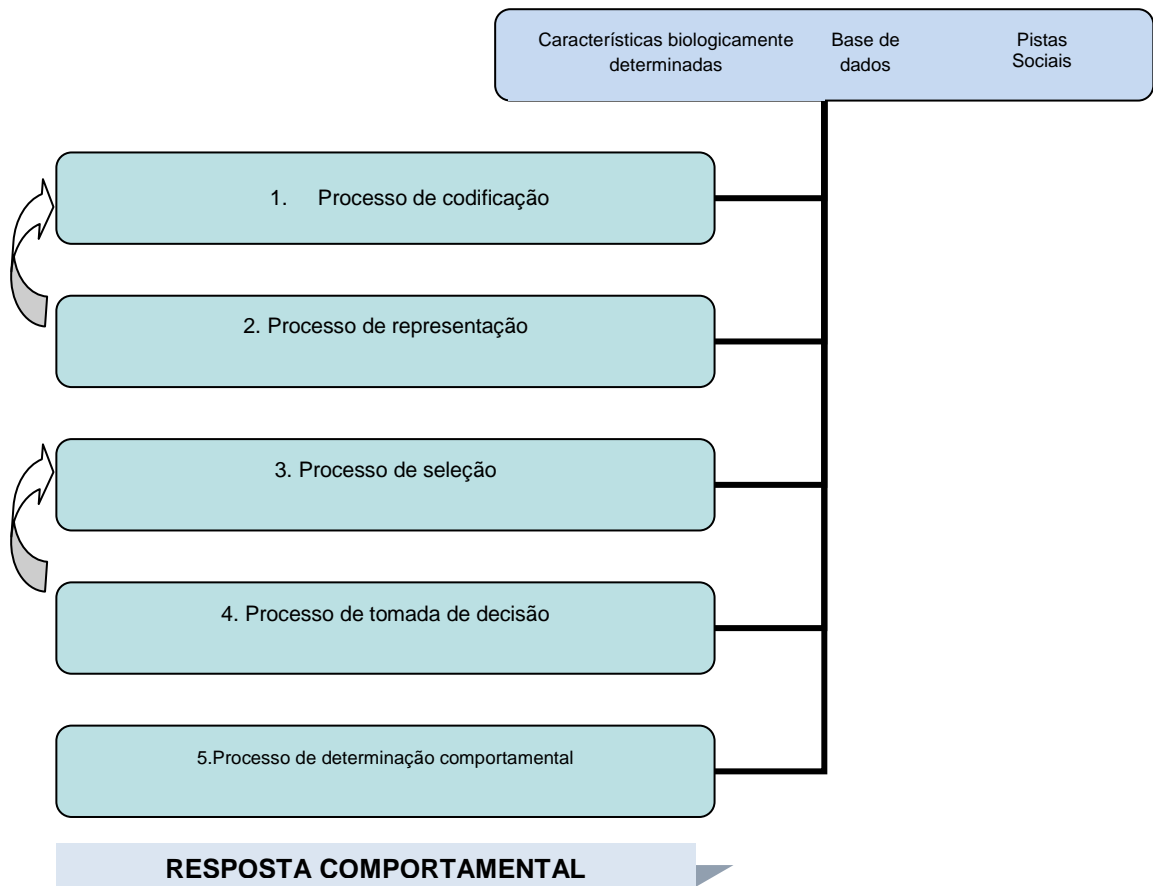 Características biologicamente
determinadas
Base de
dados
Pistas
Sociais
1. Processo de codificação
2. Processo de representação
3. Processo de seleção
4. Processo de tomada de decisão
5.Processo de determinação comportamental
RESPOSTA COMPORTAMENTAL